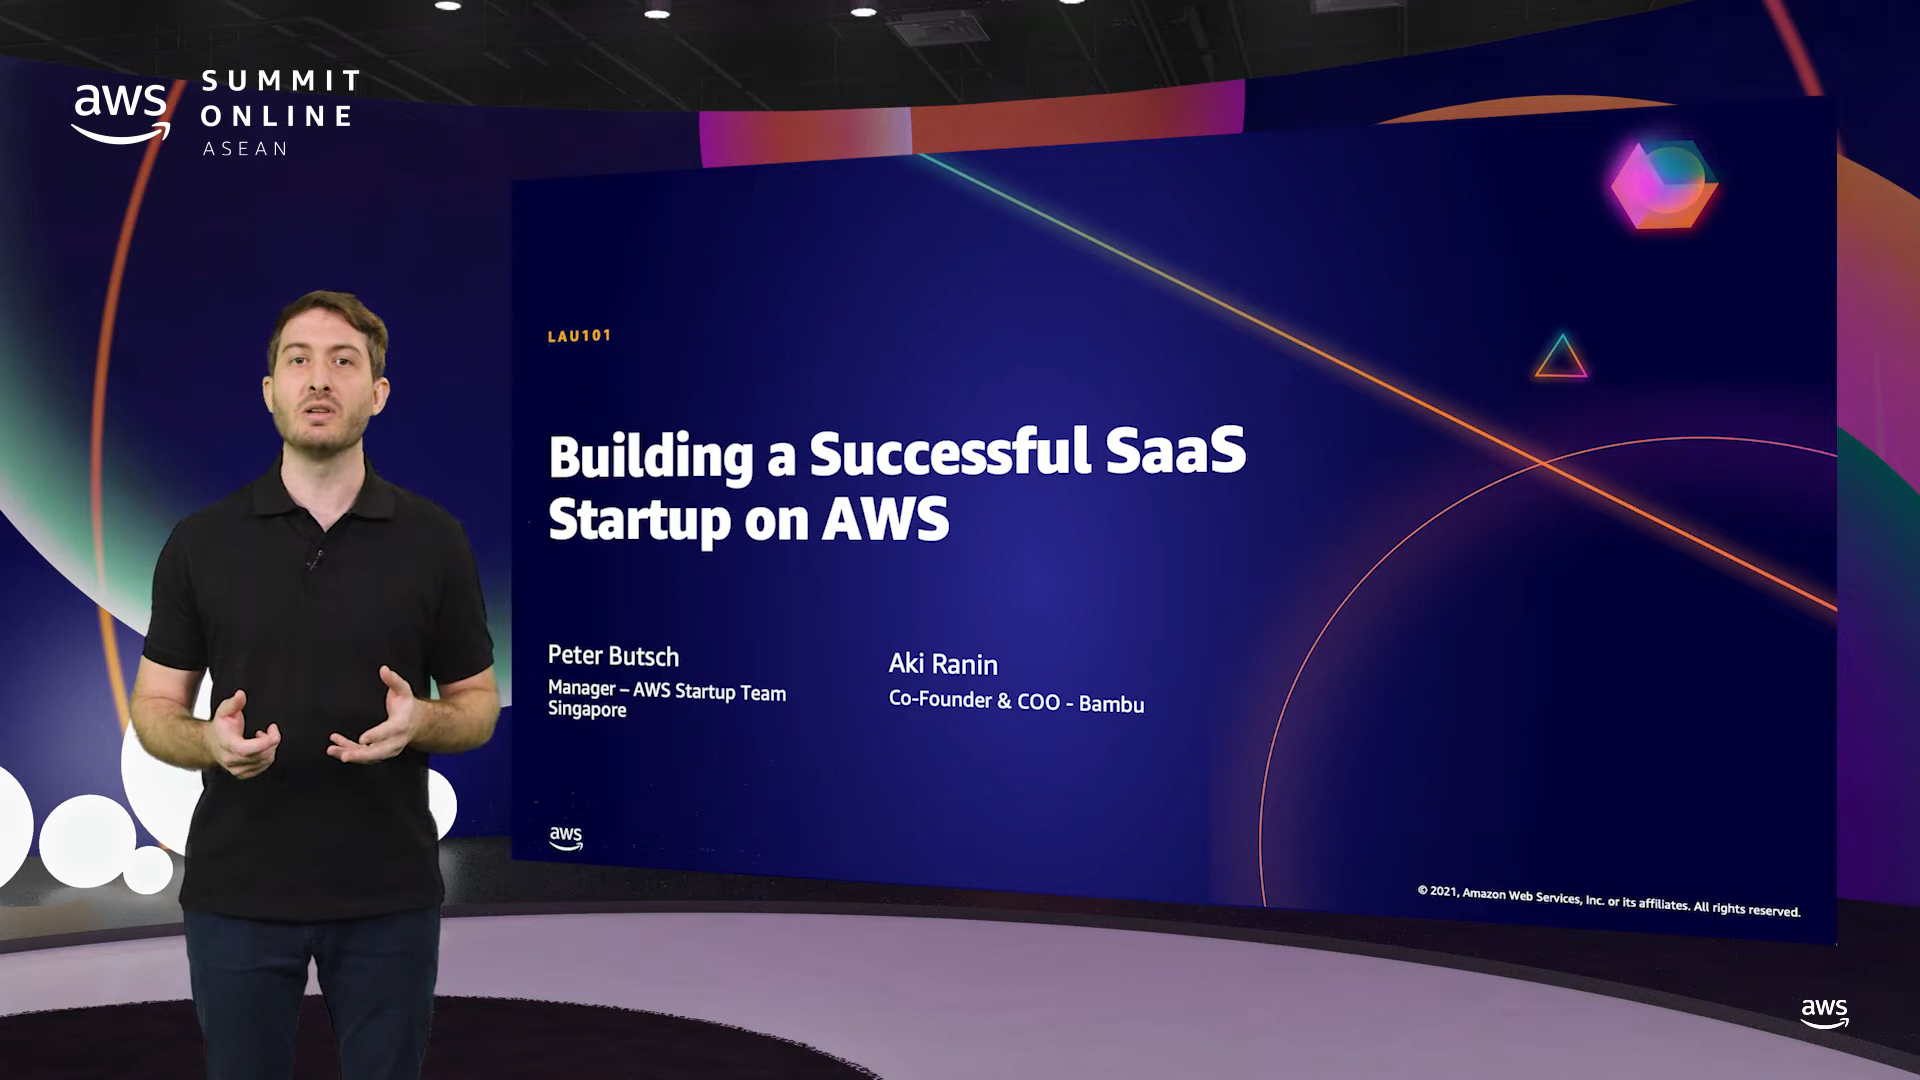 aws
SUMMIT
ONLINE
ASEAN
LAU101
Building a Successful SaaS
Startup on AWS
Peter Butsch
Manager – AWS Startup Team
Singapore
Aki Ranin
Co-Founder & COO - Bambu
aws
© 2021, Amazon Web Services, Inc. or its affiliates. All rights reserved.
aws